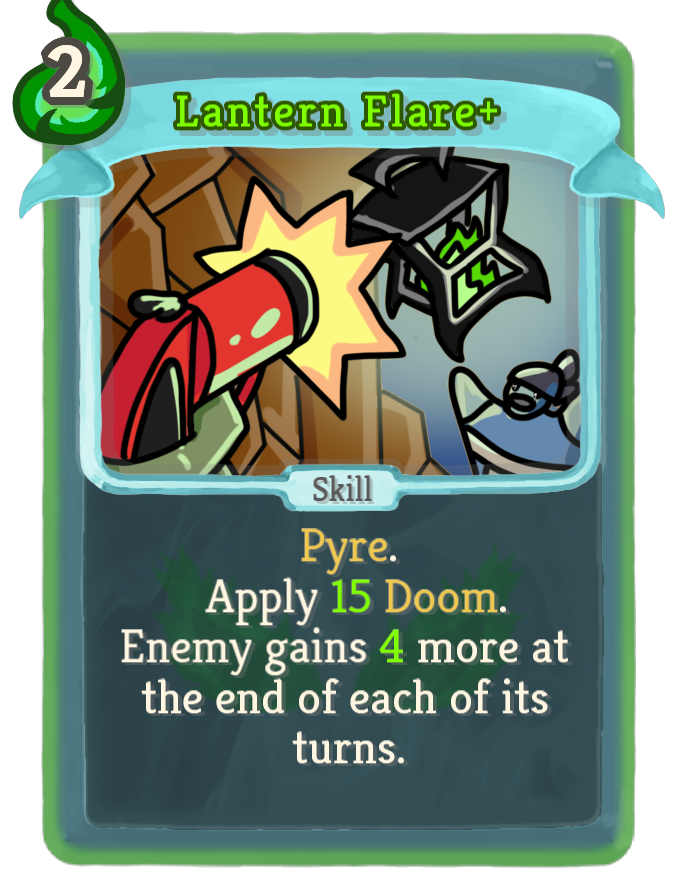 2
Lantern Flare+
Skill
Pyre.
Apply 15 Doom.
Enemy gains 4 more at
the end of each of its
turns.